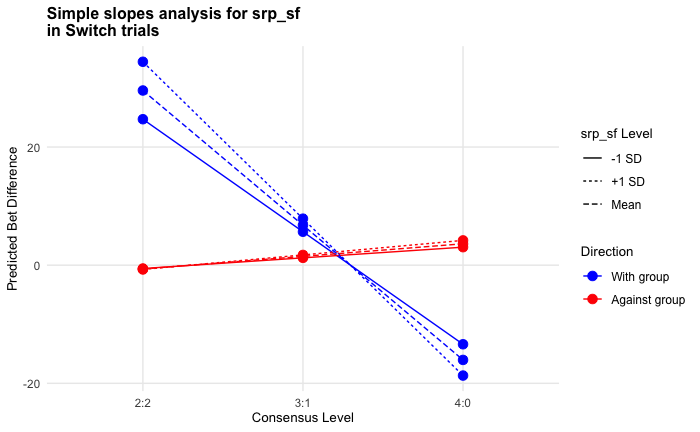 Simple slopes analysis for srp_sf
in Switch trials
Predicted Bet Difference
20
0
-20
2:2
3:1
4:0
Consensus Level
srp_sf Level
-1 SD
+1 SD
Mean
Direction
With group
Against group